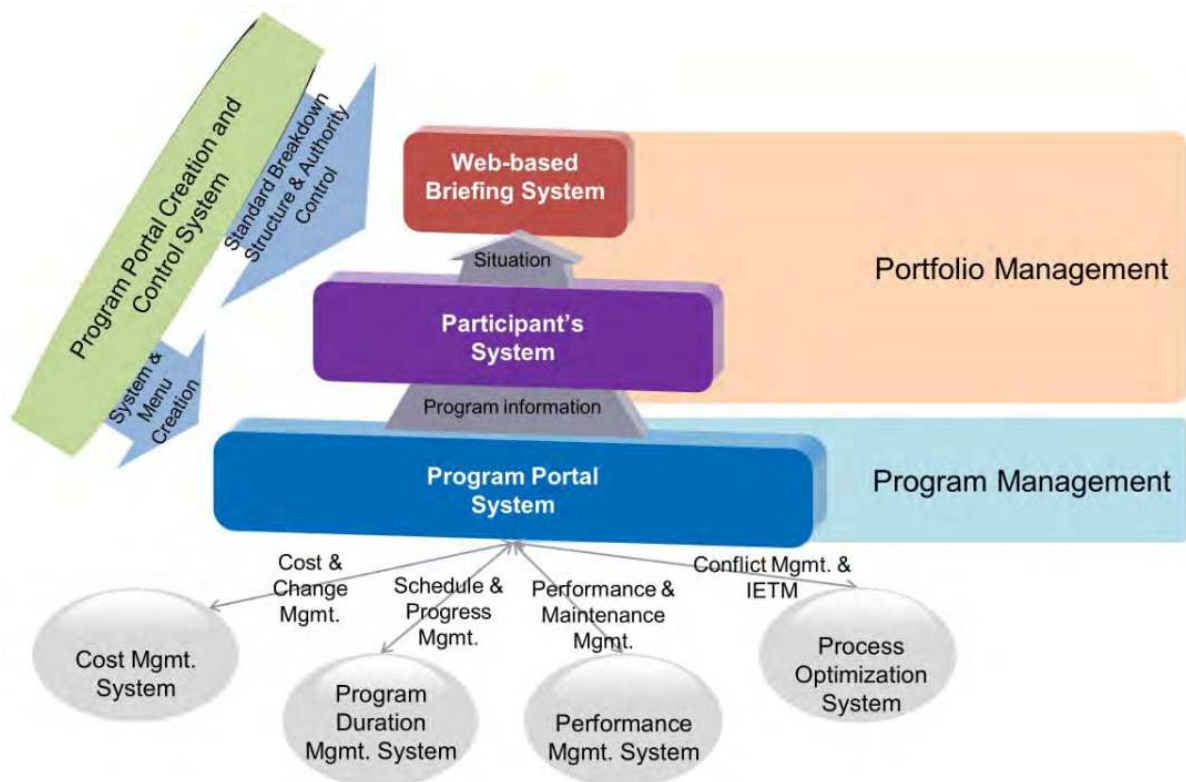 Program Portal Creation and
Control System
Standard Breakdown
Structure & Authority
Control
System &
Menu
Creation
Web-based
Briefing System
Situation
Participant's
System
Program information
Program Portal
System
Portfolio Management
Program Management
Cost &
Change
Mgmt.
Schedule &
Progress
Mgmt.
Performance &
Maintenance
Mgmt.
Conflict Mgmt. &
IETM
Cost Mgmt.
System
Program
Duration
Mgmt. System
Performance
Mgmt. System
Process
Optimization
System